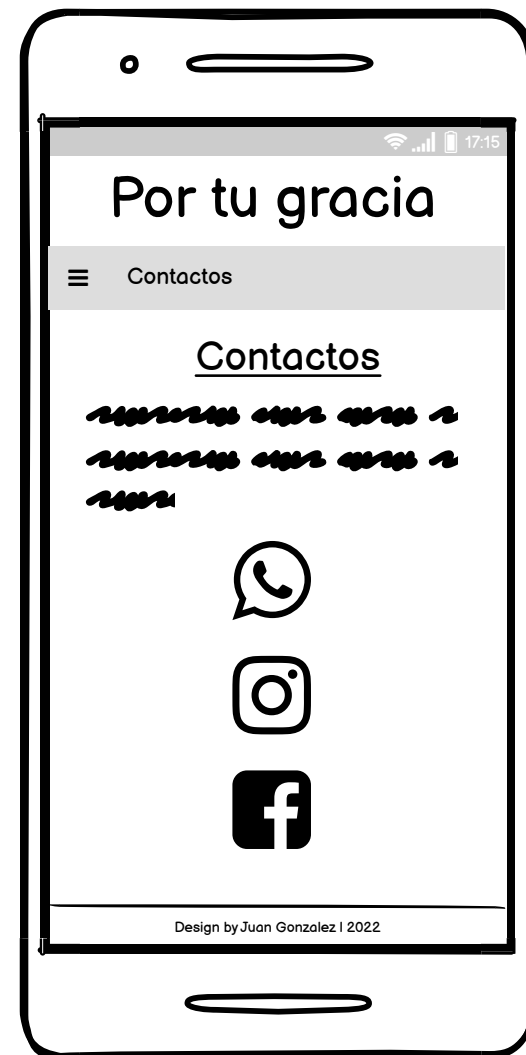 17:15
Por tu gracia
Contactos
Contactos
Design by Juan Gonzalez | 2022